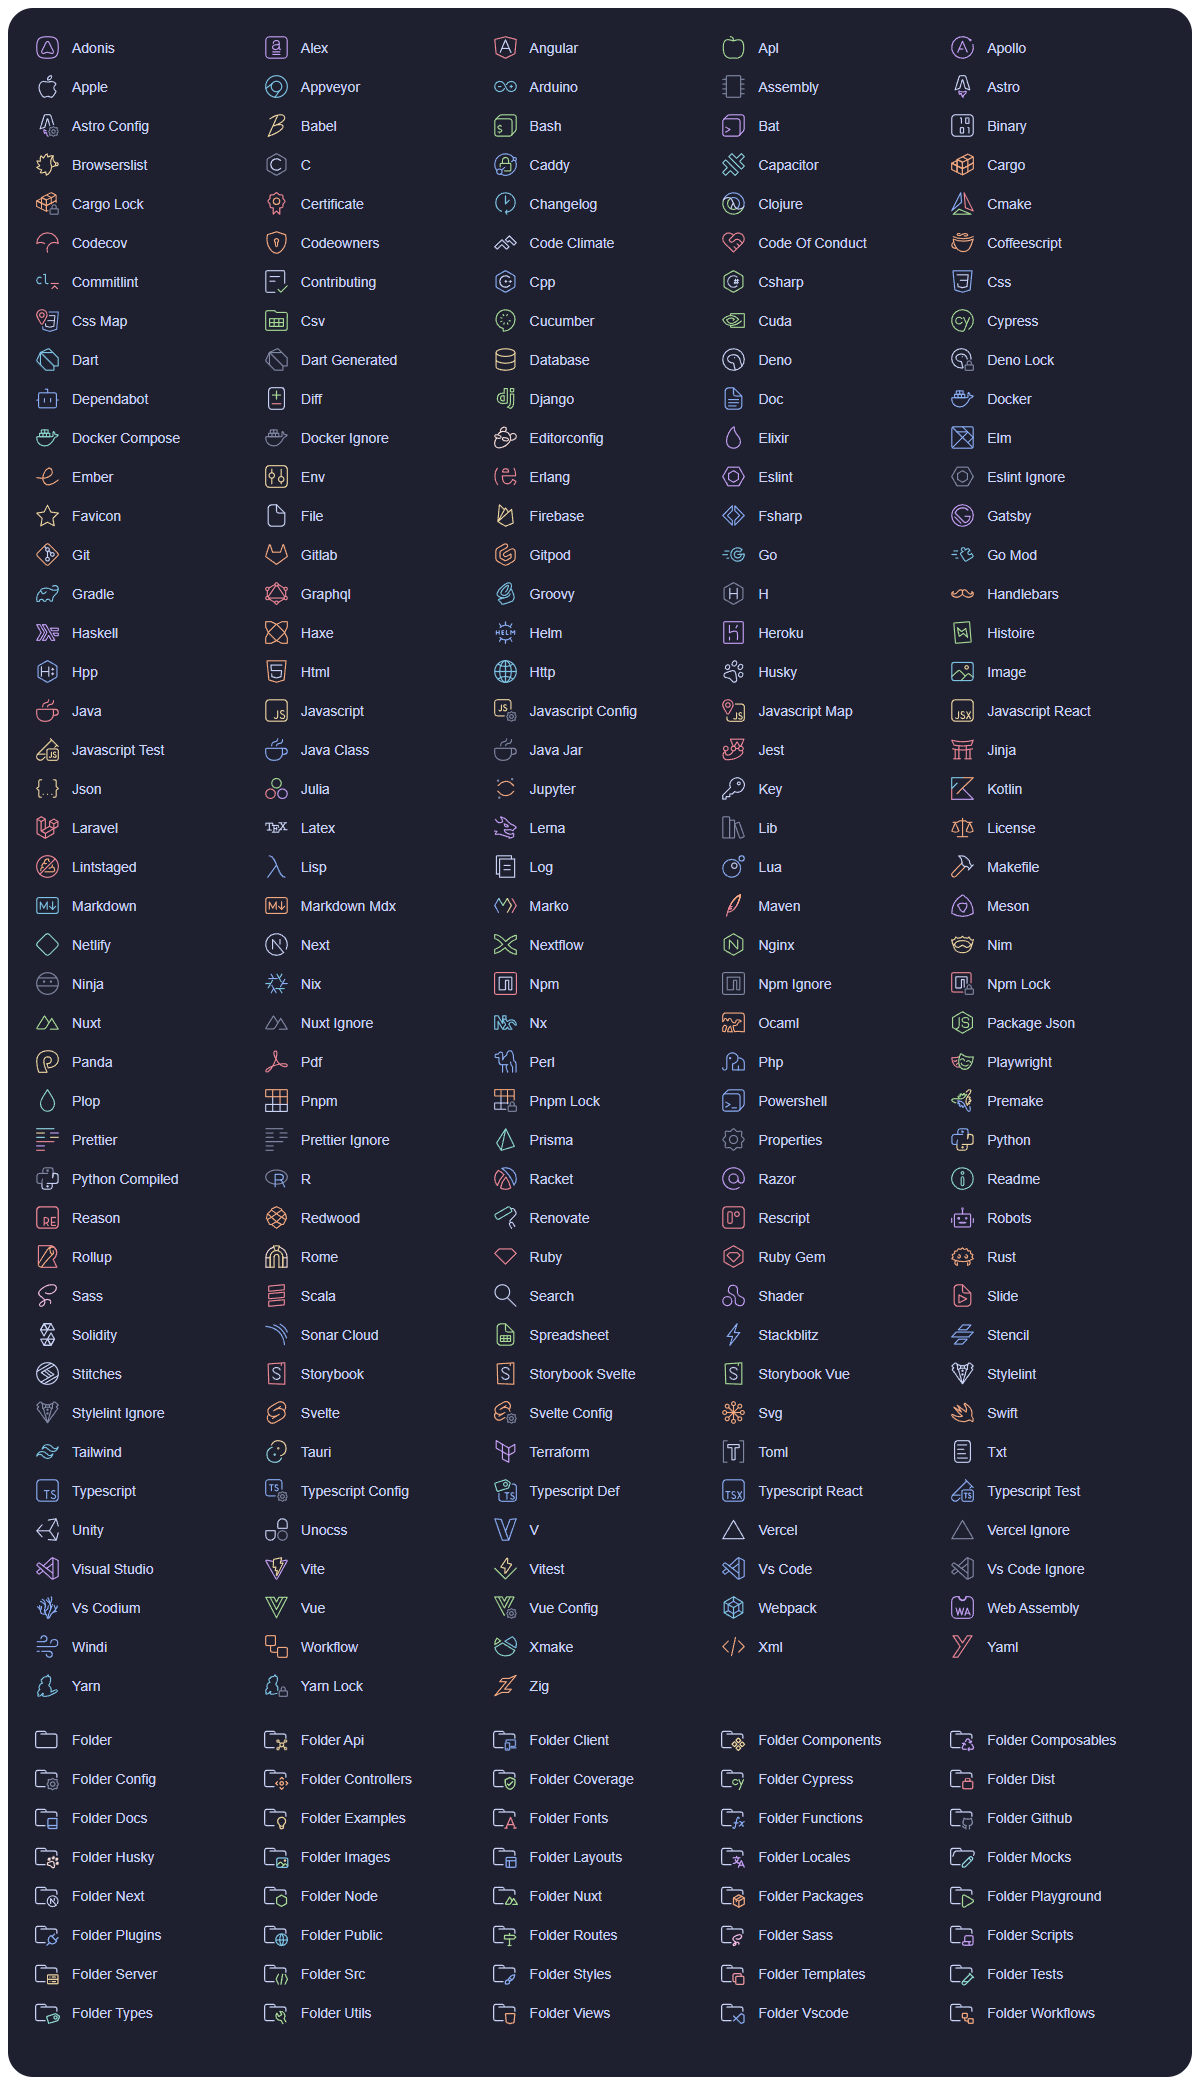 Adonis Alex Angular Apl Apollo
Apple Appveyor Arduino Assembly Astro
Astro Config Babel Bash Bat Binary
Browserslist C Caddy Capacitor Cargo
Cargo Lock Certificate Changelog Clojure Cmake
Codecov Codeowners Code Climate Code Of Conduct Coffeescript
Commitlint Contributing Cpp Csharp Css
Css Map Csv Cucumber Cuda Cypress
Dart Dart Generated Database Deno Deno Lock
Dependabot Diff Django Doc Docker
Docker Compose Docker Ignore Editorconfig Elixir Elm
Ember Env Erlang Eslint Eslint Ignore
Favicon File Firebase Fsharp Gatsby
Git Gitlab Gitpod Go Go Mod
Gradle Graphql Groovy H Handlebars
Haskell Haxe Helm Heroku Histoire
Hpp Html Http Husky Image
Java Javascript Javascript Config Javascript Map Javascript React
Javascript Test Java Class Java Jar Jest Jinja
Json Julia Jupyter Key Kotlin
Laravel Latex Lerna Lib License
Lintstaged Lisp Log Lua Makefile
Markdown Markdown Mdx Marko Maven Meson
Netlify Next Nextflow Nginx Nim
Ninja Nix Npm Npm Ignore Npm Lock
Nuxt Nuxt Ignore Nx Ocaml Package Json
Panda Pdf Perl Php Playwright
Plop Pnpm Pnpm Lock Powershell Premake
Prettier Prettier Ignore Prisma Properties Python
Python Compiled R Racket Razor Readme
Reason Redwood Renovate Rescript Robots
Rollup Rome Ruby Ruby Gem Rust
Sass Scala Search Shader Slide
Solidity Sonar Cloud Spreadsheet Stackblitz Stencil
Stitches Storybook Storybook Svelte Storybook Vue Stylelint
Stylelint Ignore Svelte Svelte Config Svg Swift
Tailwind Tauri Terraform Toml Txt
Typescript Typescript Config Typescript Def Typescript React Typescript Test
Unity Unocss V Vercel Vercel Ignore
Visual Studio Vite Vitest Vs Code Vs Code Ignore
Vs Codium Vue Vue Config Webpack Web Assembly
Windi Workflow Xmake Xml Yaml
Yarn Yarn Lock Zig
Folder Folder Api Folder Client Folder Components Folder Composables
Folder Config Folder Controllers Folder Coverage Folder Cypress Folder Dist
Folder Docs Folder Examples Folder Fonts Folder Functions Folder Github
Folder Husky Folder Images Folder Layouts Folder Locales Folder Mocks
Folder Next Folder Node Folder Nuxt Folder Packages Folder Playground
Folder Plugins Folder Public Folder Routes Folder Sass Folder Scripts
Folder Server Folder Src Folder Styles Folder Templates Folder Tests
Folder Types Folder Utils Folder Views Folder Vscode Folder Workflows